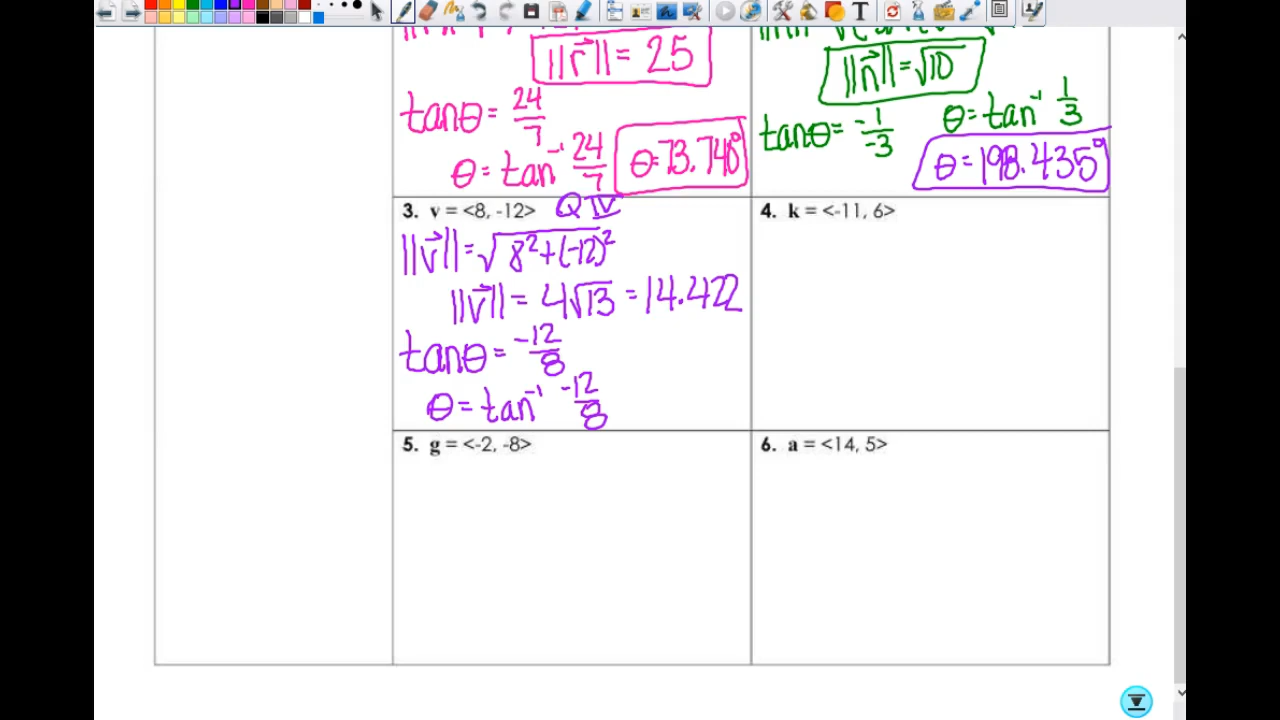 ||r|| = 25
tanθ = 24/7
θ = tan⁻¹ 24/7 θ=73.740°
||n|| = √10
tanθ = -1/-3 θ = tan⁻¹ 1/3
θ = 198.435°
3. v = <8, -12> QIV
||v|| = √8²+(-12)²
||v|| = 4√13 = 14.422
tanθ = -12/8
θ = tan⁻¹ -12/8
4. k = <-11, 6>
5. g = <-2, -8>
6. a = <14, 5>